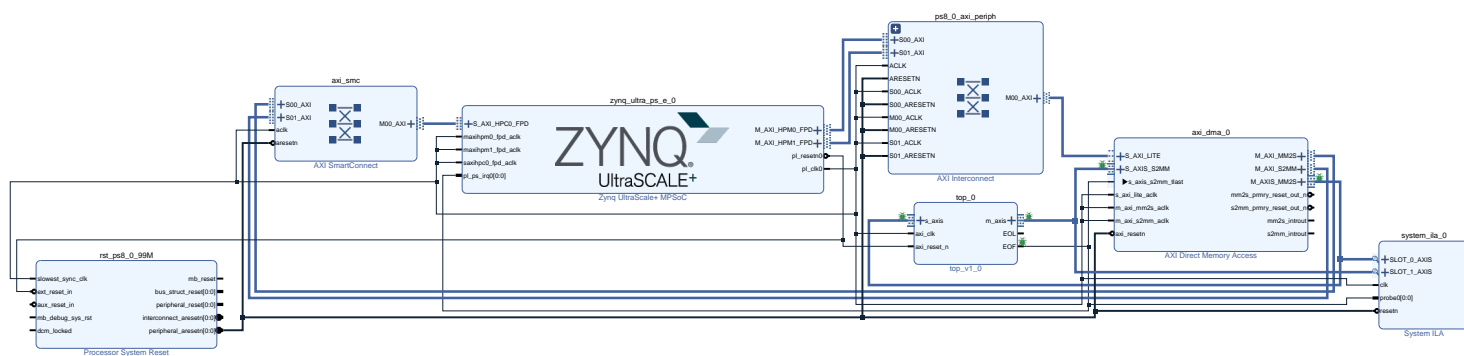 axi_smc
S00_AXI
S01_AXI
aclk
aresetn
M00_AXI
AXI SmartConnect
zynq_ultra_ps_e_0
S_AXI_HPC0_FPD
maxihpm0_fpd_aclk
maxihpm1_fpd_aclk
saxihpc0_fpd_aclk
pl_ps_irq0[0:0]
ZYNQ
UltraSCALE+
M_AXI_HPM0_FPD
M_AXI_HPM1_FPD
pl_resetn0
pl_clk0
Zynq UltraScale+ MPSoC
ps8_0_axi_periph
S00_AXI
S01_AXI
ACLK
ARESETN
S00_ACLK
S00_ARESETN
M00_ACLK
M00_ARESETN
S01_ACLK
S01_ARESETN
M00_AXI
AXI Interconnect
axi_dma_0
S_AXI_LITE
S_AXIS_S2MM
s_axis_s2mm_tlast
s_axi_lite_aclk
m_axi_mm2s_aclk
m_axi_s2mm_aclk
axi_resetn
M_AXI_MM2S
M_AXI_S2MM
M_AXIS_MM2S
mm2s_prmry_reset_out_n
s2mm_prmry_reset_out_n
mm2s_introut
s2mm_introut
AXI Direct Memory Access
top_0
s_axis
axi_clk
axi_reset_n
m_axis
EOL
EOF
top_v1_0
system_ila_0
SLOT_0_AXIS
SLOT_1_AXIS
clk
probe0[0:0]
resetn
System ILA
rst_ps8_0_99M
slowest_sync_clk
ext_reset_in
aux_reset_in
mb_debug_sys_rst
dcm_locked
mb_reset
bus_struct_reset[0:0]
peripheral_reset[0:0]
interconnect_aresetn[0:0]
peripheral_aresetn[0:0]
Processor System Reset